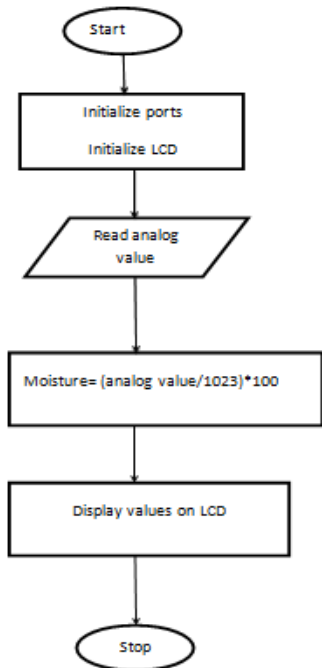 Start
Initialize ports
Initialize LCD
Read analog
value
Moisture= (analog value/1023)*100
Display values on LCD
Stop